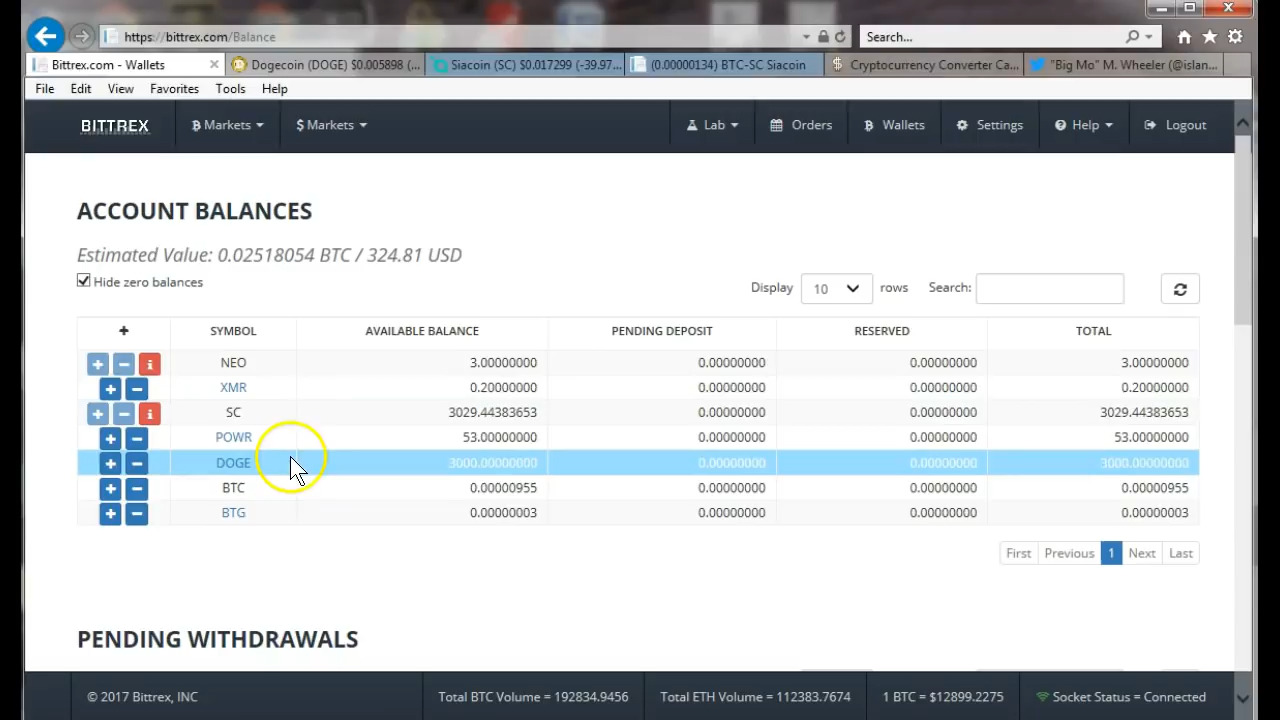 https://bittrex.com/Balance
Search...
Bittrex.com - Wallets
Dogecoin (DOGE) $0.005898 (...
Siacoin (SC) $0.017299 (-39.97...
(0.00000134) BTC-SC Siacoin
Cryptocurrency Converter Ca...
"Big Mo" M. Wheeler (@islan...
File Edit View Favorites Tools Help
BITTREX
Markets
$ Markets
Lab
Orders
Wallets
Settings
Help
Logout
ACCOUNT BALANCES
Estimated Value: 0.02518054 BTC / 324.81 USD
Hide zero balances
Display 10 rows Search:
+ SYMBOL AVAILABLE BALANCE PENDING DEPOSIT RESERVED TOTAL
NEO 3.00000000 0.00000000 0.00000000 3.00000000
XMR 0.20000000 0.00000000 0.00000000 0.20000000
SC 3029.44383653 0.00000000 0.00000000 3029.44383653
POWR 53.00000000 0.00000000 0.00000000 53.00000000
DOGE 3000.00000000 0.00000000 0.00000000 3000.00000000
BTC 0.00000955 0.00000000 0.00000000 0.00000955
BTG 0.00000003 0.00000000 0.00000000 0.00000003
First Previous 1 Next Last
PENDING WITHDRAWALS
© 2017 Bittrex, INC
Total BTC Volume = 192834.9456
Total ETH Volume = 112383.7674
1 BTC = $12899.2275
Socket Status = Connected